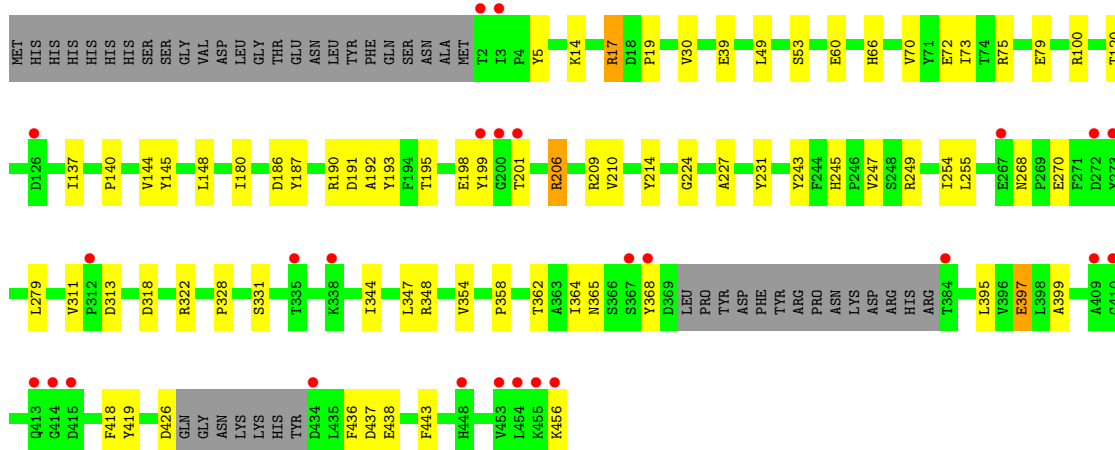 MET HIS HIS HIS HIS HIS HIS SER SER GLY VAL ASP LEU GLY THR GLU ASN LEU TYR PHE GLN SER ASN ALA MET T2 I3 P4 Y5 K14 R17 D18 P19 V30 E39 L49 S53 E60 H66 V70 Y71 E72 I73 T74 R75 E79 R100
D126 I137 P140 V144 Y145 L148 I180 D186 Y187 R190 D191 A192 Y193 F194 T195 E198 Y199 G200 T201 R206 R209 V210 Y214 G224 A227 Y231 Y243 F244 H245 P246 V247 S248 R249 I254 L255 E267 N268 P269 E270 F271 D272
L279 V311 P312 D313 D318 R322 P328 S331 T335 K338 I344 L347 R348 V354 P358 T362 A363 I364 N365 S366 S367 Y368 D369 LEU PRO TYR ASP PHE TYR ARG PRO ASN LYS ASP ARG HIS ARG T384 L395 V396 E397 L398 A399 A409
Q413 G414 D415 F418 Y419 D426 GLN GLY ASN LYS LYS HIS TYR D434 L435 F436 D437 E438 F443 H448 V453 L454 K455 K456